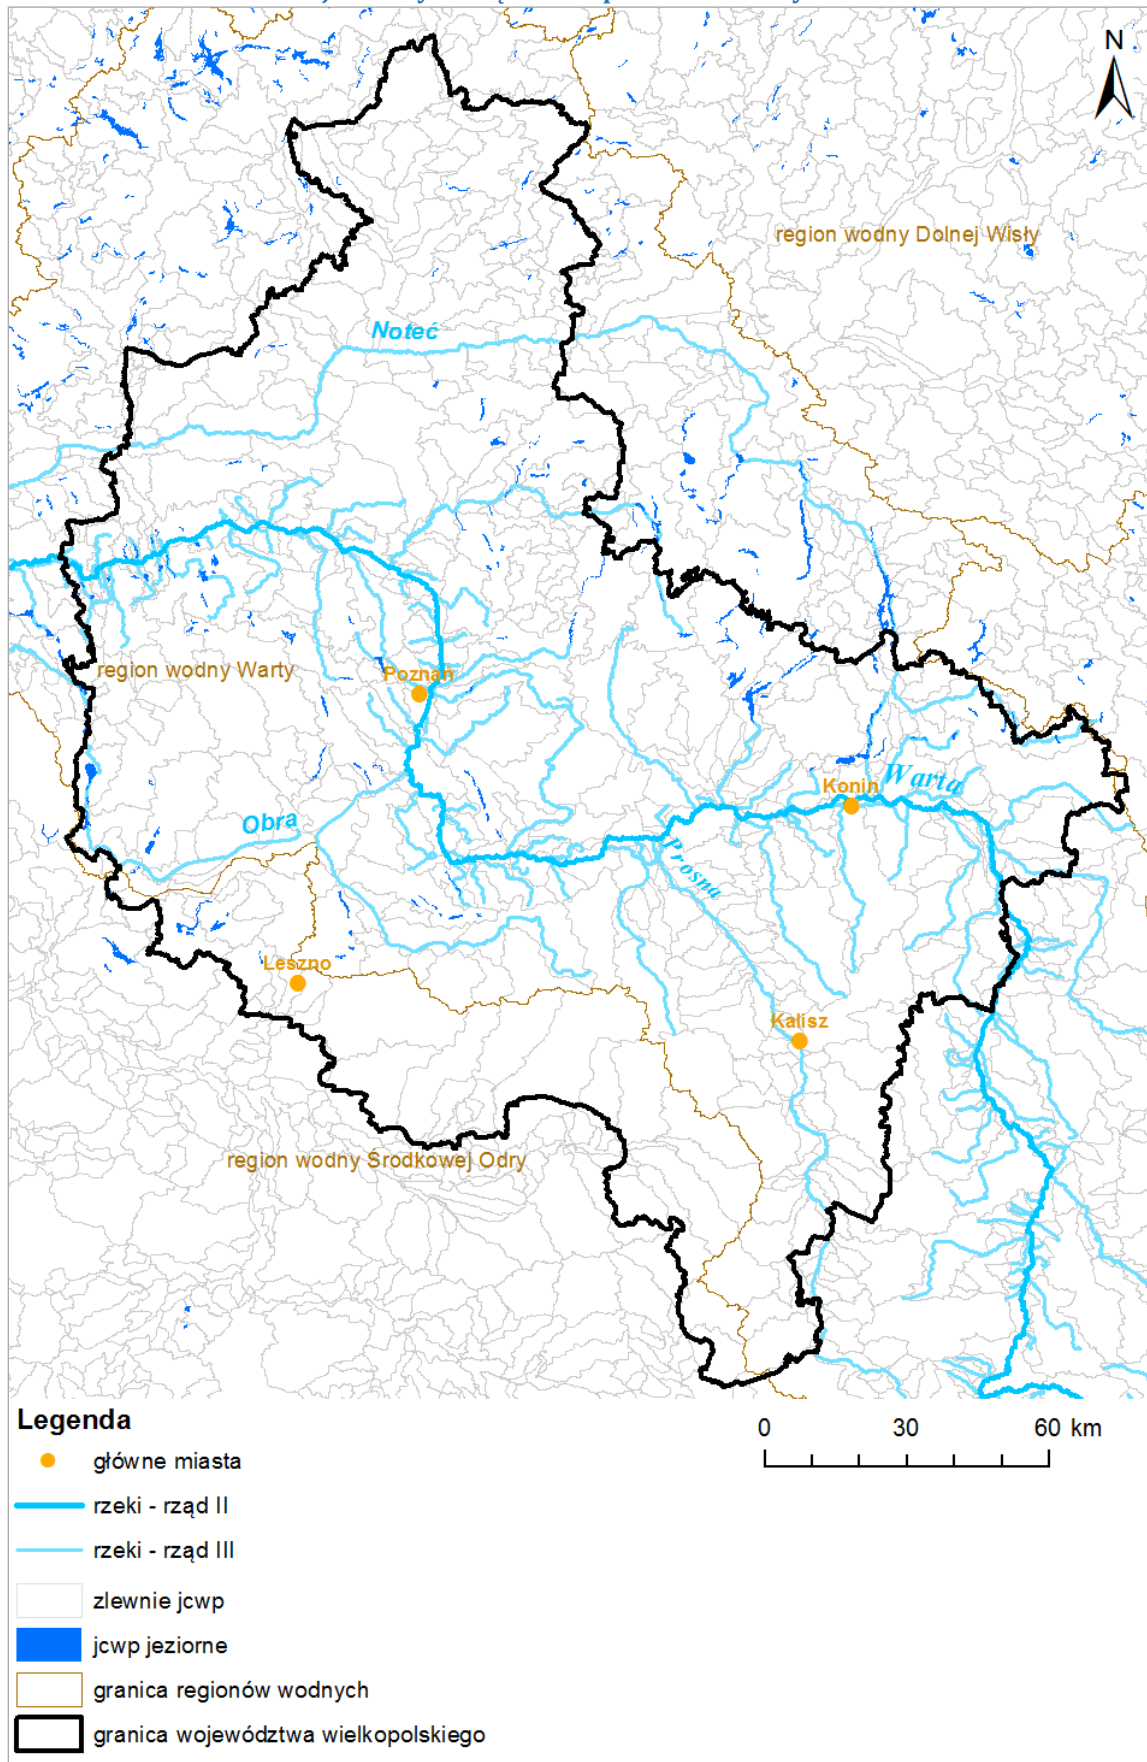 N
region wodny Dolnej Wisły
Noteć
region wodny Warty
Poznań
Konin
Warta
Obra
Prosna
Leszno
Kalisz
region wodny Środkowej Odry
Legenda
0 30 60 km
główne miasta
rzeki - rząd II
rzeki - rząd III
zlewnie jcwp
jcwp jeziorne
granica regionów wodnych
granica województwa wielkopolskiego